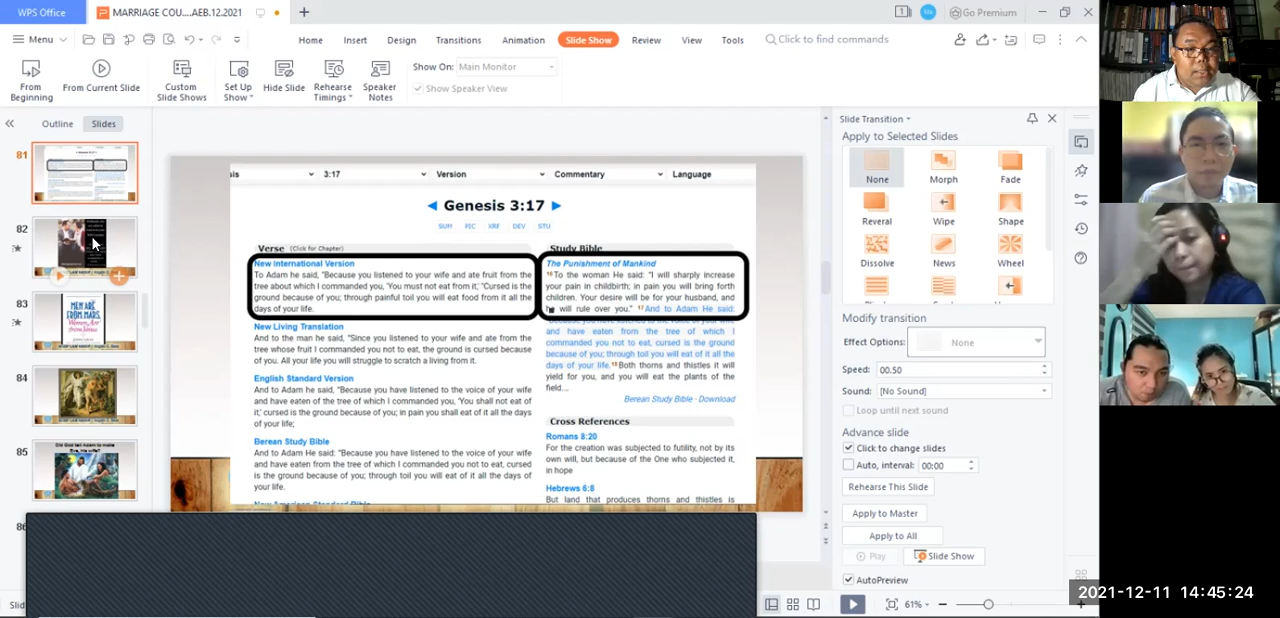 WPS Office
MARRIAGE COU....AEB.12.2021
Go Premium
Menu
Home
Insert
Design
Transitions
Animation
Slide Show
Review
View
Tools
Click to find commands
From Beginning
From Current Slide
Custom Slide Shows
Set Up Show
Hide Slide
Rehearse Timings
Speaker Notes
Show On: Main Monitor
Show Speaker View
Outline
Slides
81
82
83
MEN ARE FROM MARS,
84
85
Did God tell Adam to make
Eve, his wife?
3:17
Version
Commentary
Language
Genesis 3:17
SUM PIC XRF DEV STU
Verse (Click for Chapter)
New International Version
To Adam he said, "Because you listened to your wife and ate fruit from the
tree about which I commanded you, 'You must not eat from it,' "Cursed is the
ground because of you; through painful toil you will eat food from it all the
days of your life.
New Living Translation
And to the man he said, "Since you listened to your wife and ate from the
tree whose fruit I commanded you not to eat, the ground is cursed because
of you. All your life you will struggle to scratch a living from it.
English Standard Version
And to Adam he said, "Because you have listened to the voice of your wife
and have eaten of the tree of which I commanded you, 'You shall not eat of
it,' cursed is the ground because of you; in pain you shall eat of it all the days
of your life;
Berean Study Bible
And to Adam He said: "Because you have listened to the voice of your wife
and have eaten from the tree of which I commanded you not to eat, cursed
is the ground because of you; through toil you will eat of it all the days of
your life.
Study Bible
The Punishment of Mankind
16To the woman He said: "I will sharply increase
your pain in childbirth; in pain you will bring forth
children. Your desire will be for your husband, and
he will rule over you." 17And to Adam He said:
"Because you have listened to the voice of your wife
and have eaten from the tree of which I
commanded you not to eat, cursed is the ground
because of you; through toil you will eat of it all the
days of your life. 18Both thorns and thistles it will
yield for you, and you will eat the plants of the
field...
Berean Study Bible · Download
Cross References
Romans 8:20
For the creation was subjected to futility, not by its
own will, but because of the One who subjected it,
in hope
Hebrews 6:8
But land that produces thorns and thistles is
Slide Transition
Apply to Selected Slides
None
Morph
Fade
Reveral
Wipe
Shape
Dissolve
News
Wheel
Modify transition
Effect Options: None
Speed: 00.50
Sound: [No Sound]
Loop until next sound
Advance slide
Click to change slides
Auto, interval: 00:00
Rehearse This Slide
Apply to Master
Apply to All
Play
Slide Show
AutoPreview
61%
2021-12-11 14:45:24